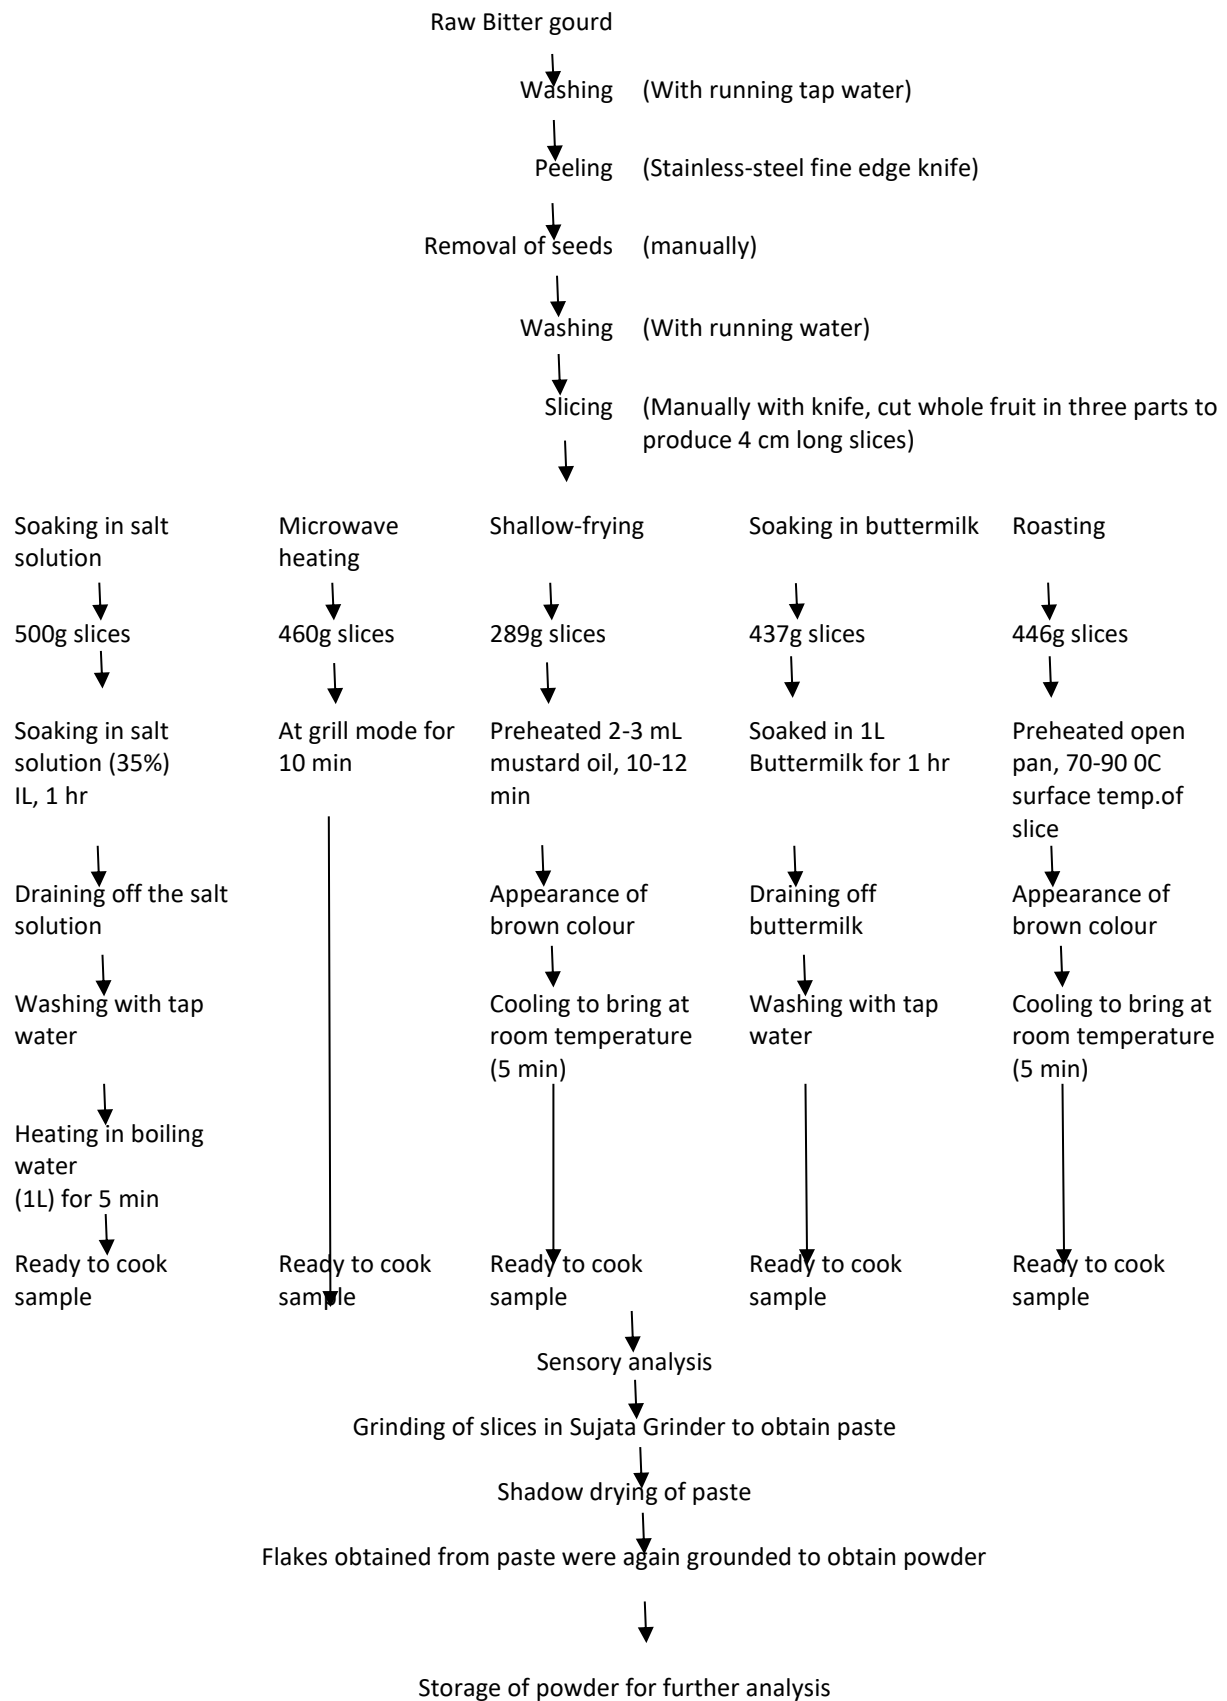 Raw Bitter gourd
Washing (With running tap water)
Peeling (Stainless-steel fine edge knife)
Removal of seeds (manually)
Washing (With running water)
Slicing (Manually with knife, cut whole fruit in three parts to
produce 4 cm long slices)
Soaking in salt
solution
500g slices
Soaking in salt
solution (35%)
IL, 1 hr
Draining off the salt
solution
Washing with tap
water
Heating in boiling
water
(1L) for 5 min
Ready to cook
sample
Microwave
heating
460g slices
At grill mode for
10 min
Ready to cook
sample
Shallow-frying
289g slices
Preheated 2-3 mL
mustard oil, 10-12
min
Appearance of
brown colour
Cooling to bring at
room temperature
(5 min)
Ready to cook
sample
Soaking in buttermilk
437g slices
Soaked in 1L
Buttermilk for 1 hr
Draining off
buttermilk
Washing with tap
water
Ready to cook
sample
Roasting
446g slices
Preheated open
pan, 70-90 0C
surface temp.of
slice
Appearance of
brown colour
Cooling to bring at
room temperature
(5 min)
Ready to cook
sample
Sensory analysis
Grinding of slices in Sujata Grinder to obtain paste
Shadow drying of paste
Flakes obtained from paste were again grounded to obtain powder
Storage of powder for further analysis